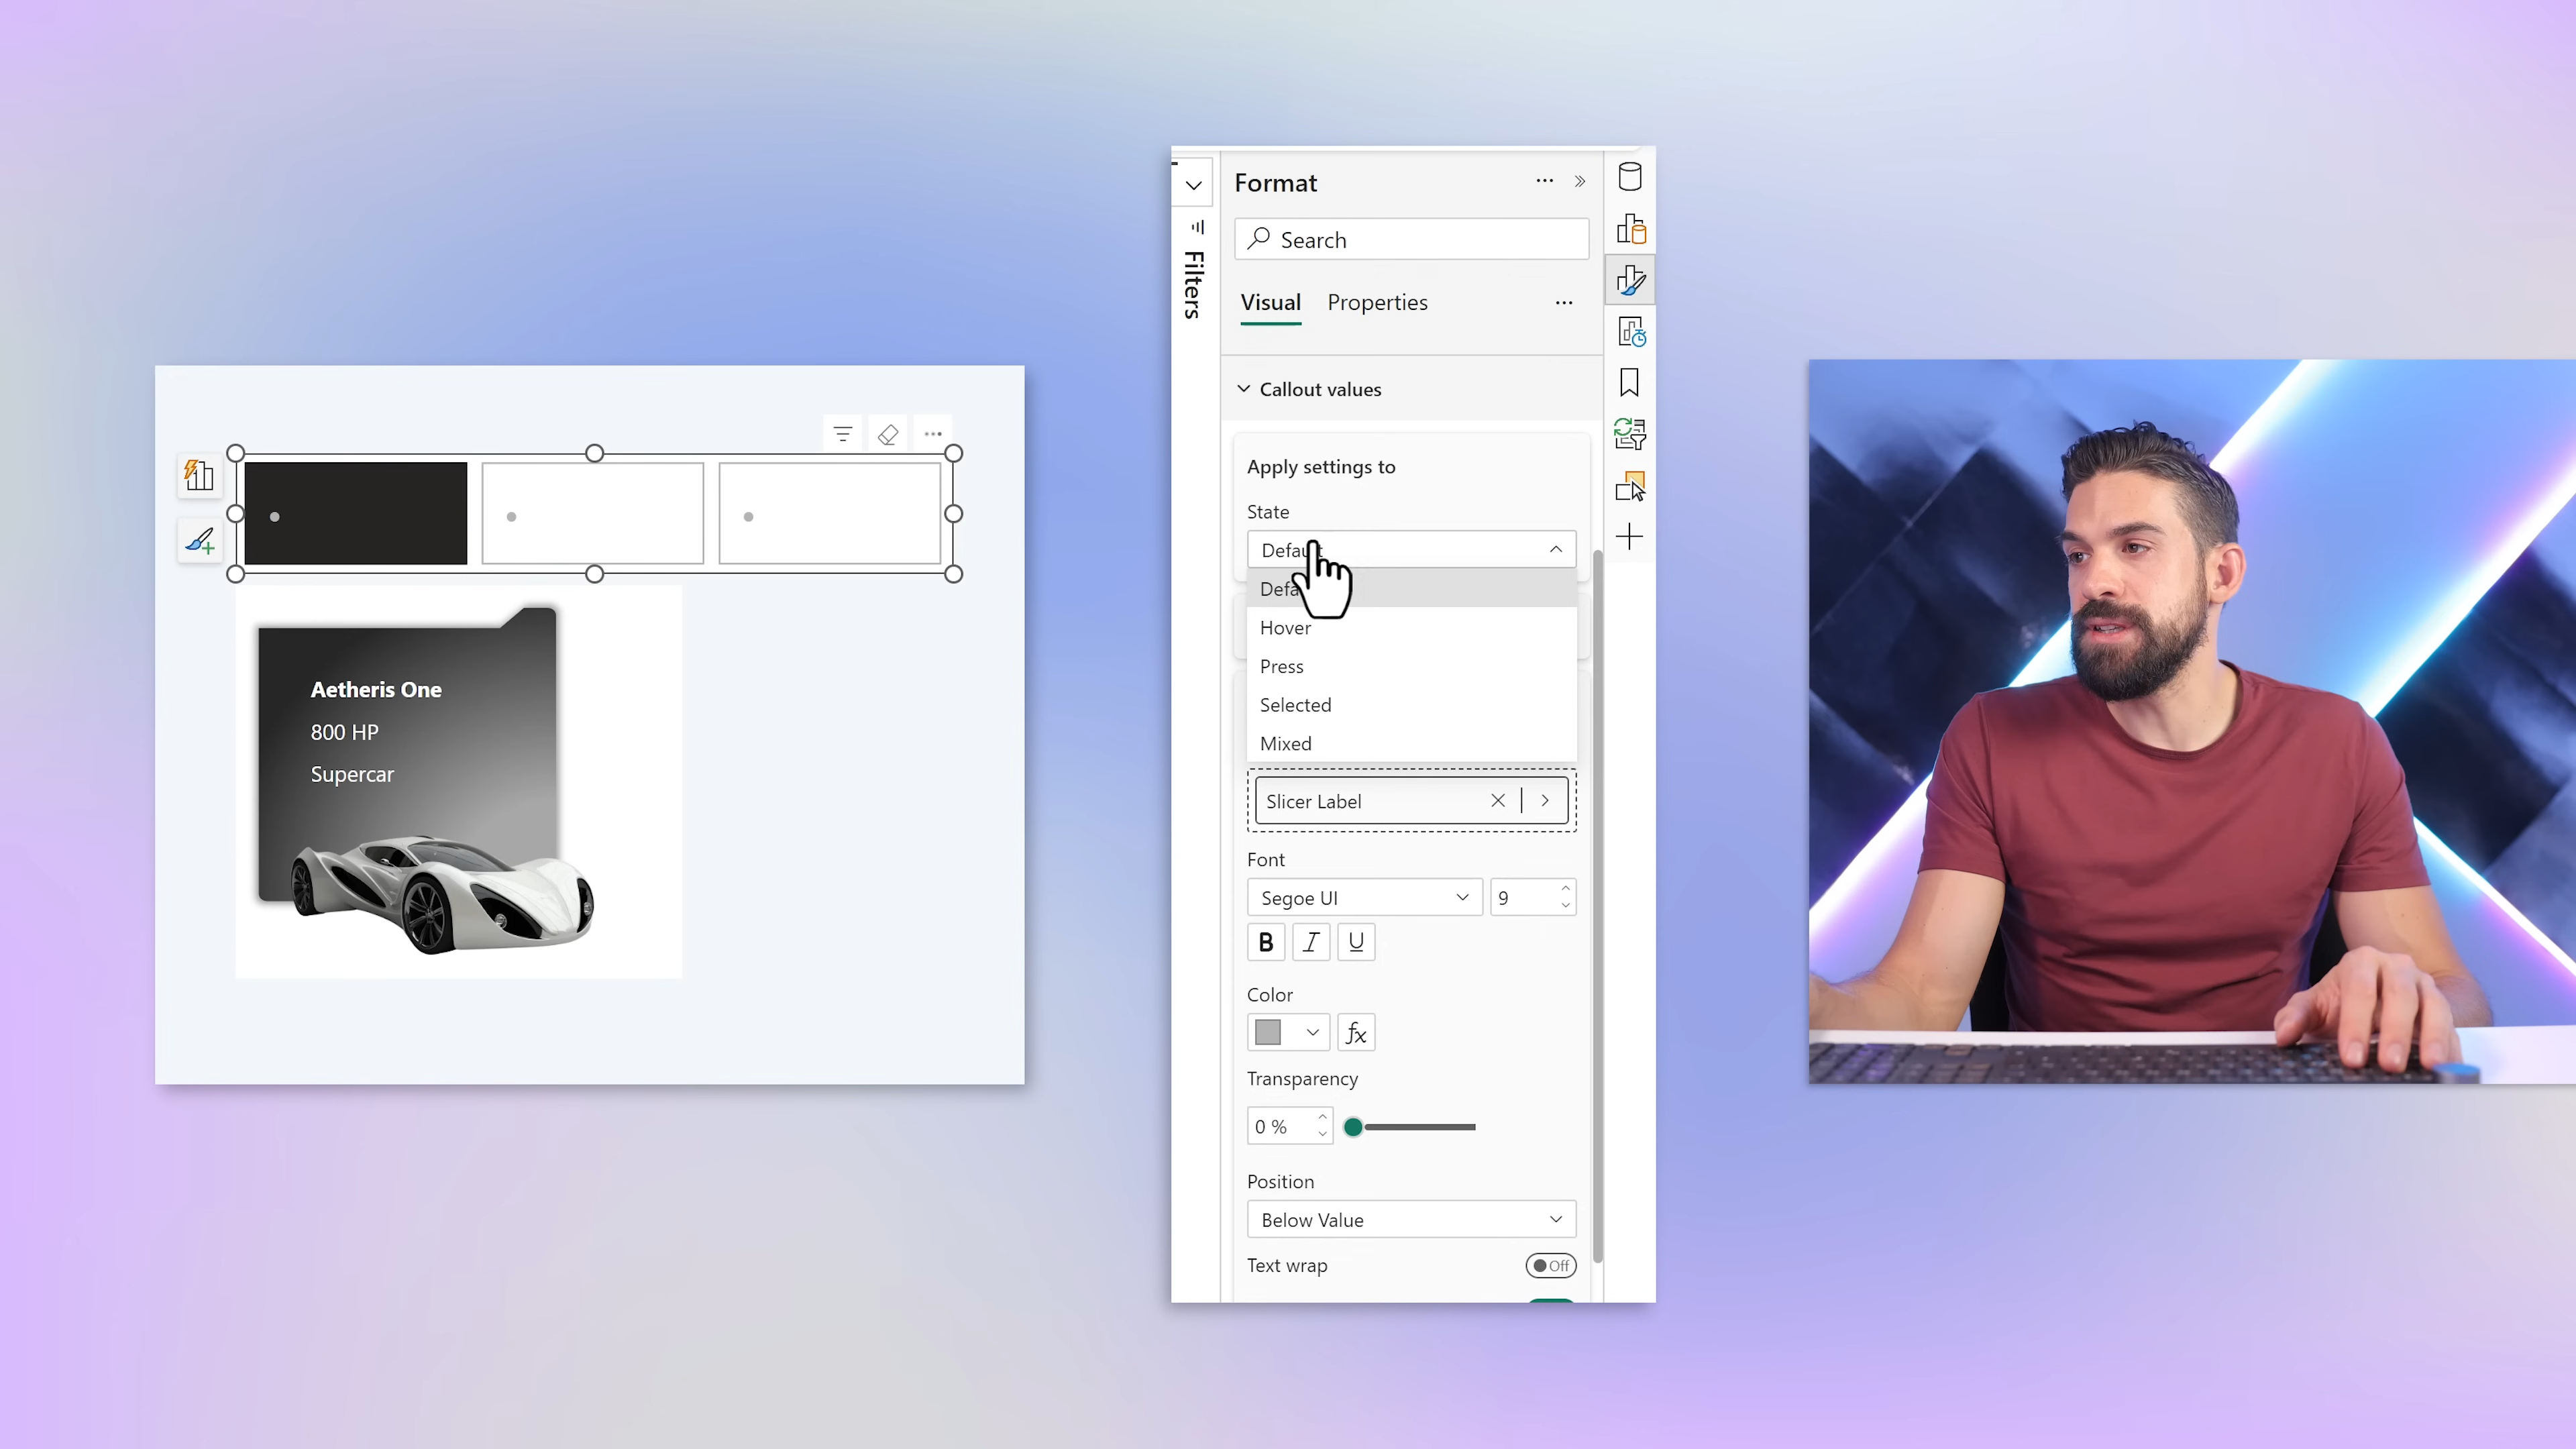 Aetheris One
800 HP
Supercar
Filters
Format
Search
Visual Properties
Callout values
Apply settings to
State
Default
Hover
Press
Selected
Mixed
Slicer Label
Font
Segoe UI 9
B I U
Color
fx
Transparency
0 %
Position
Below Value
Text wrap
Off